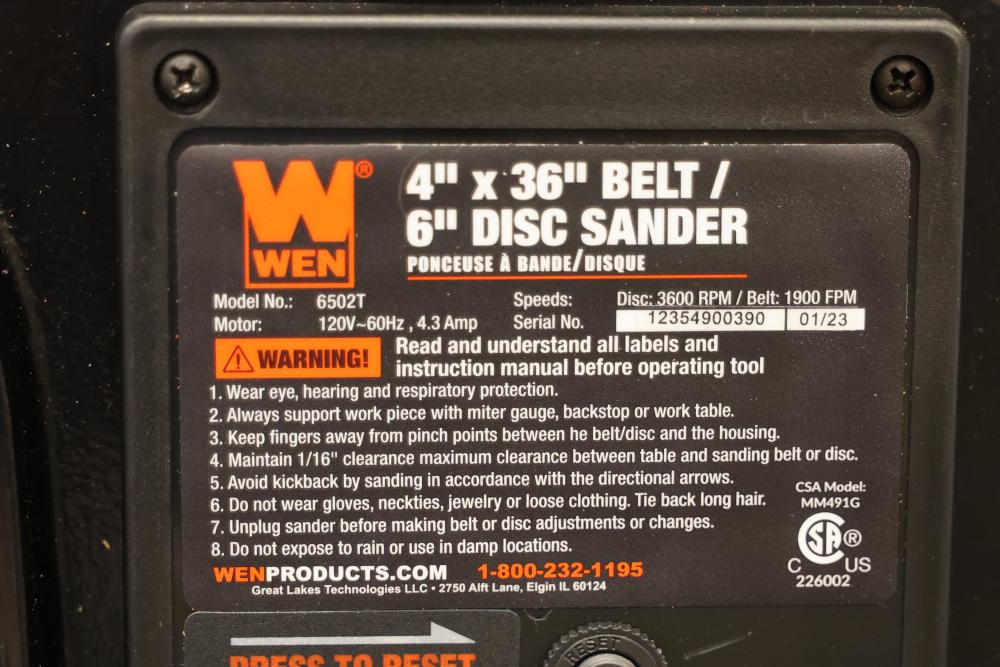 W®
WEN
4" x 36" BELT /
6" DISC SANDER
PONCEUSE À BANDE/DISQUE
Model No.: 6502T Speeds: Disc: 3600 RPM / Belt: 1900 FPM
Motor: 120V~60Hz , 4.3 Amp Serial No. 12354900390 01/23
WARNING! Read and understand all labels and
instruction manual before operating tool
1. Wear eye, hearing and respiratory protection.
2. Always support work piece with miter gauge, backstop or work table.
3. Keep fingers away from pinch points between he belt/disc and the housing.
4. Maintain 1/16" clearance maximum clearance between table and sanding belt or disc.
5. Avoid kickback by sanding in accordance with the directional arrows.
6. Do not wear gloves, neckties, jewelry or loose clothing. Tie back long hair.
7. Unplug sander before making belt or disc adjustments or changes.
8. Do not expose to rain or use in damp locations.
CSA Model:
MM491G
SA®
C US
226002
WENPRODUCTS.COM 1-800-232-1195
Great Lakes Technologies LLC • 2750 Alft Lane, Elgin IL 60124
PRESS TO RESET
RESET